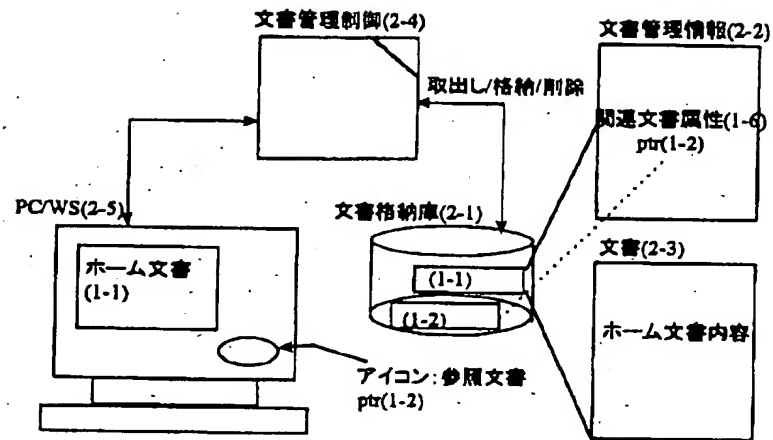 文書管理制御(2-4)
文書管理情報(2-2)
取出し/格納/削除
関連文書属性(1-6)
ptr(1-2)
PC/WS(2-5)
文書格納庫(2-1)
ホーム文書
(1-1)
(1-1)
(1-2)
文書(2-3)
ホーム文書内容
アイコン:参照文書
ptr(1-2)